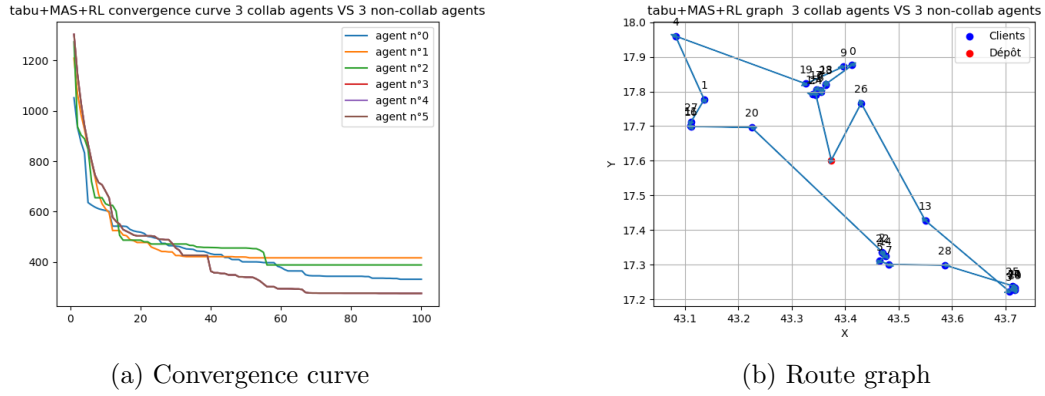 tabu+MAS+RL convergence curve 3 collab agents VS 3 non-collab agents
1200
1000
800
600
400
0
20
40
60
80
100
agent n°0
agent n°1
agent n°2
agent n°3
agent n°4
agent n°5
(a) Convergence curve
tabu+MAS+RL graph 3 collab agents VS 3 non-collab agents
18.0
17.9
17.8
17.7
17.6
17.5
17.4
17.3
17.2
Y
43.1
43.2
43.3
43.4
43.5
43.6
43.7
X
Clients
Dépôt
4
1
20
19
9
0
26
13
28
7
(b) Route graph